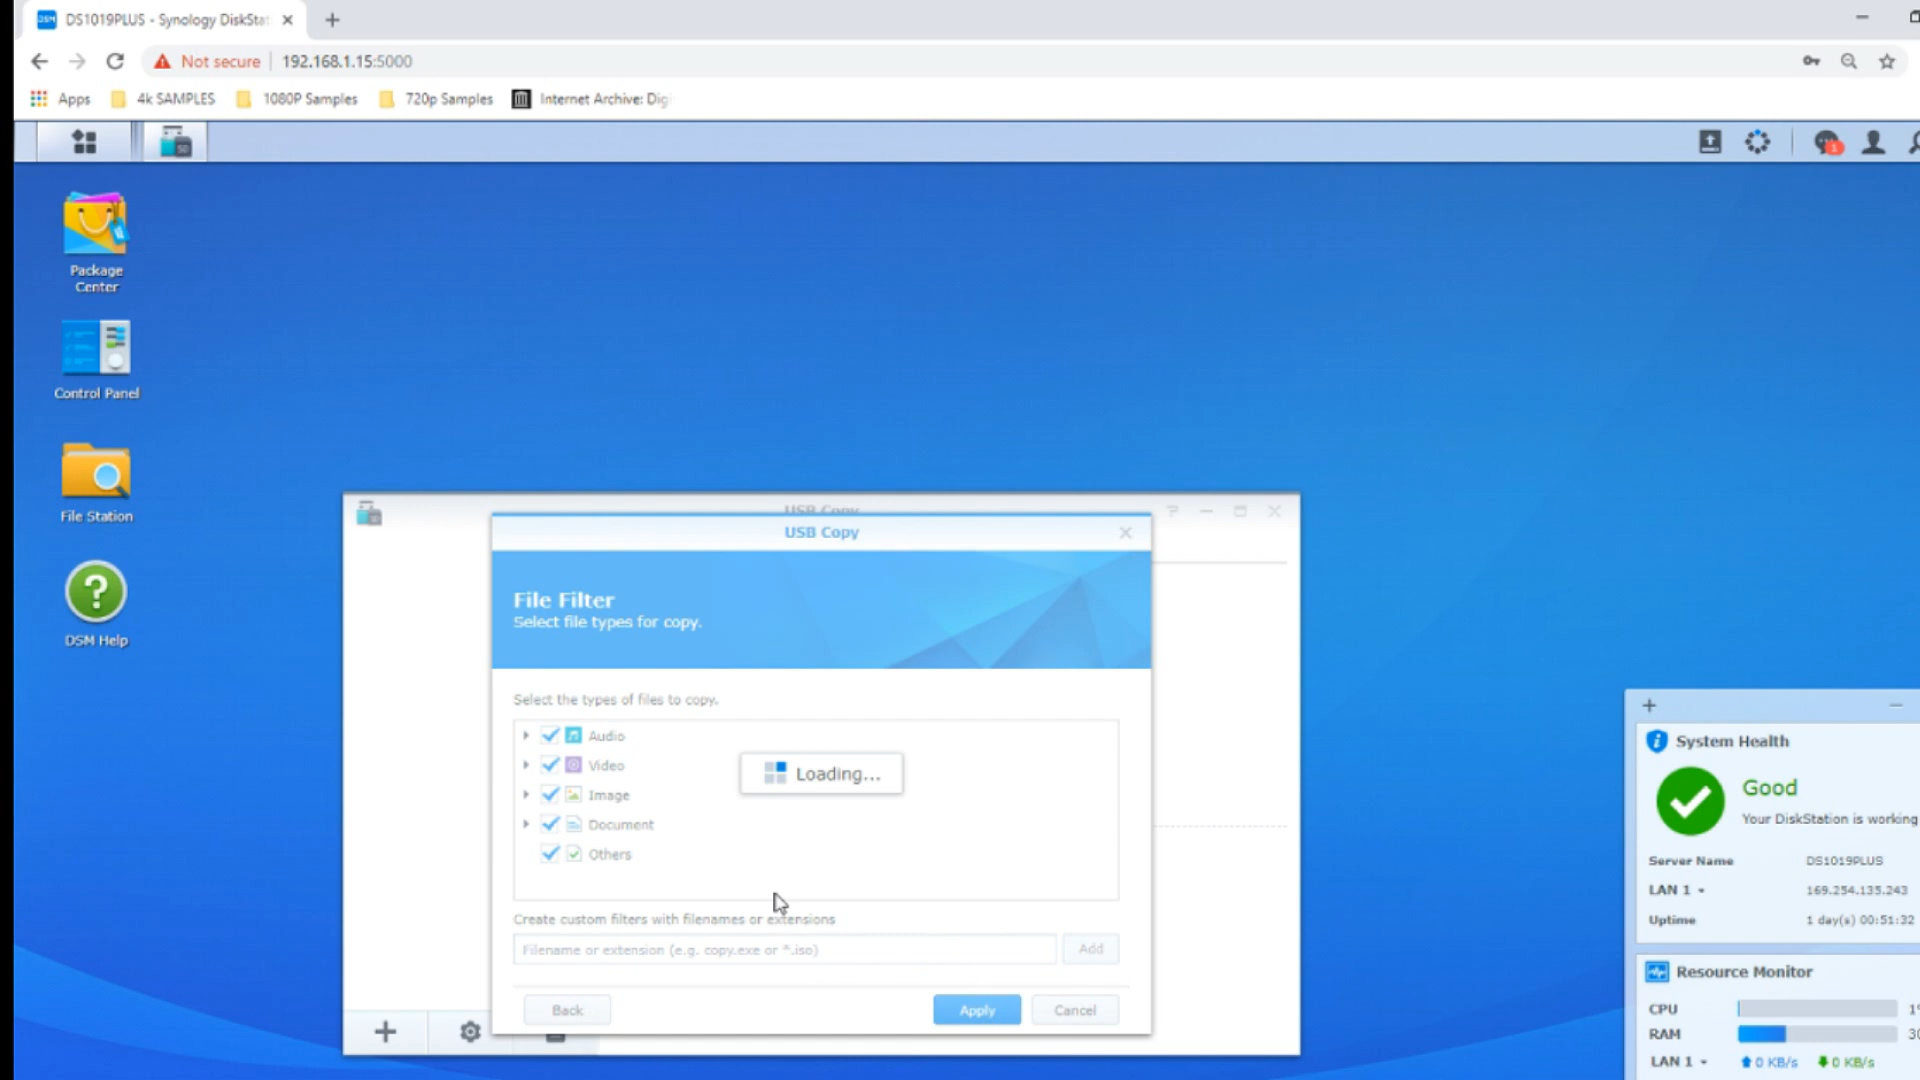 DS1019PLUS - Synology DiskStat
Not secure
192.168.1.15:5000
Apps
4k SAMPLES
1080P Samples
720p Samples
Internet Archive: Dig
1
Package
Center
Control Panel
File Station
DSM Help
USB Copy
USB Copy
File Filter
Select file types for copy.
Select the types of files to copy.
Audio
Video
Image
Document
Others
Loading...
Create custom filters with filenames or extensions
Filename or extension (e.g. copy.exe or *.iso)
Add
Back
Apply
Cancel
System Health
Good
Your DiskStation is working
Server Name DS1019PLUS
LAN 1 169.254.135.243
Uptime 1 day(s) 00:51:32
Resource Monitor
CPU
RAM
LAN 1 0 KB/s 0 KB/s